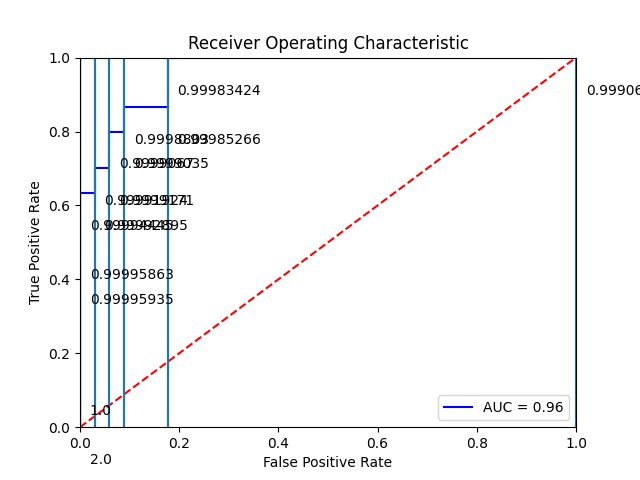 Receiver Operating Characteristic
1.0
0.99983424
0.99906
0.8
0.99985266
0.6
0.4
0.99995863
0.99995935
0.2
1.0
AUC = 0.96
0.0
0.0 0.2 0.4 0.6 0.8 1.0
2.0
False Positive Rate
True Positive Rate